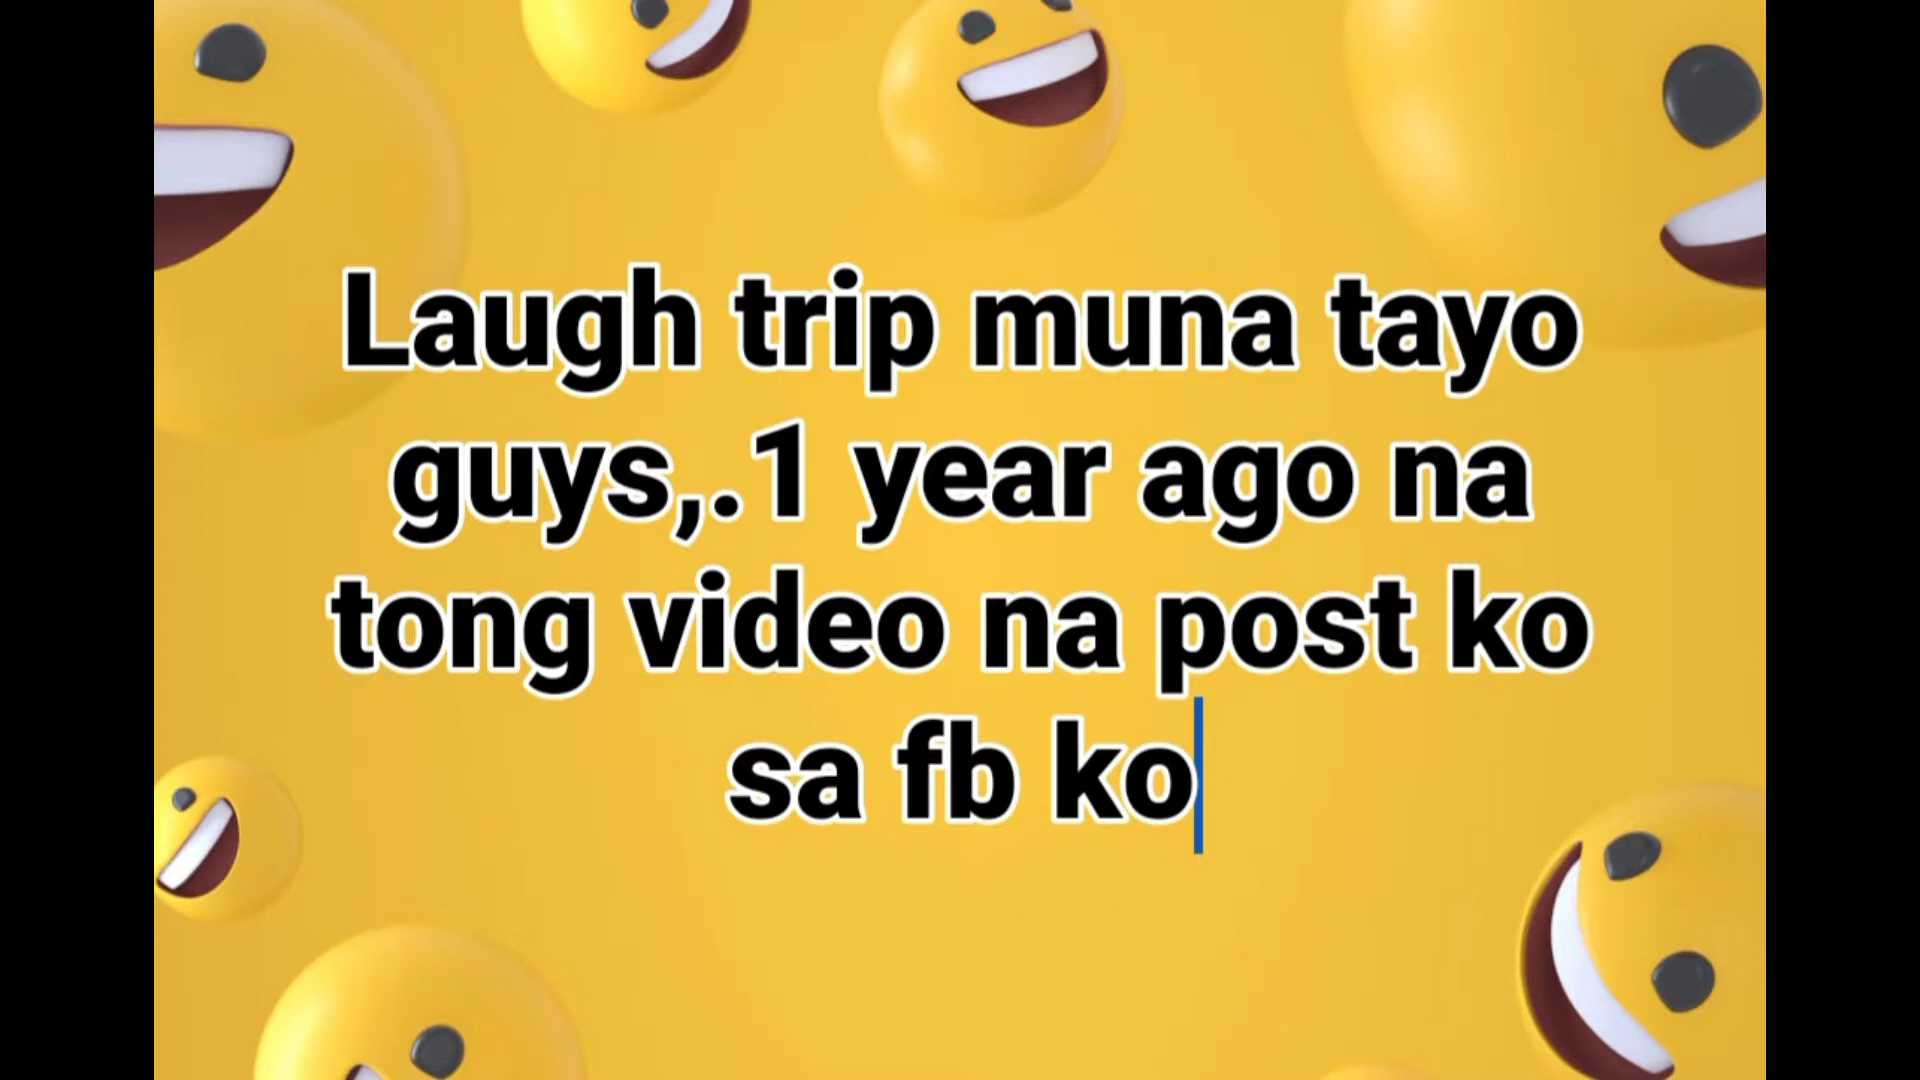 Laugh trip muna tayo
guys,.1 year ago na
tong video na post ko
sa fb ko